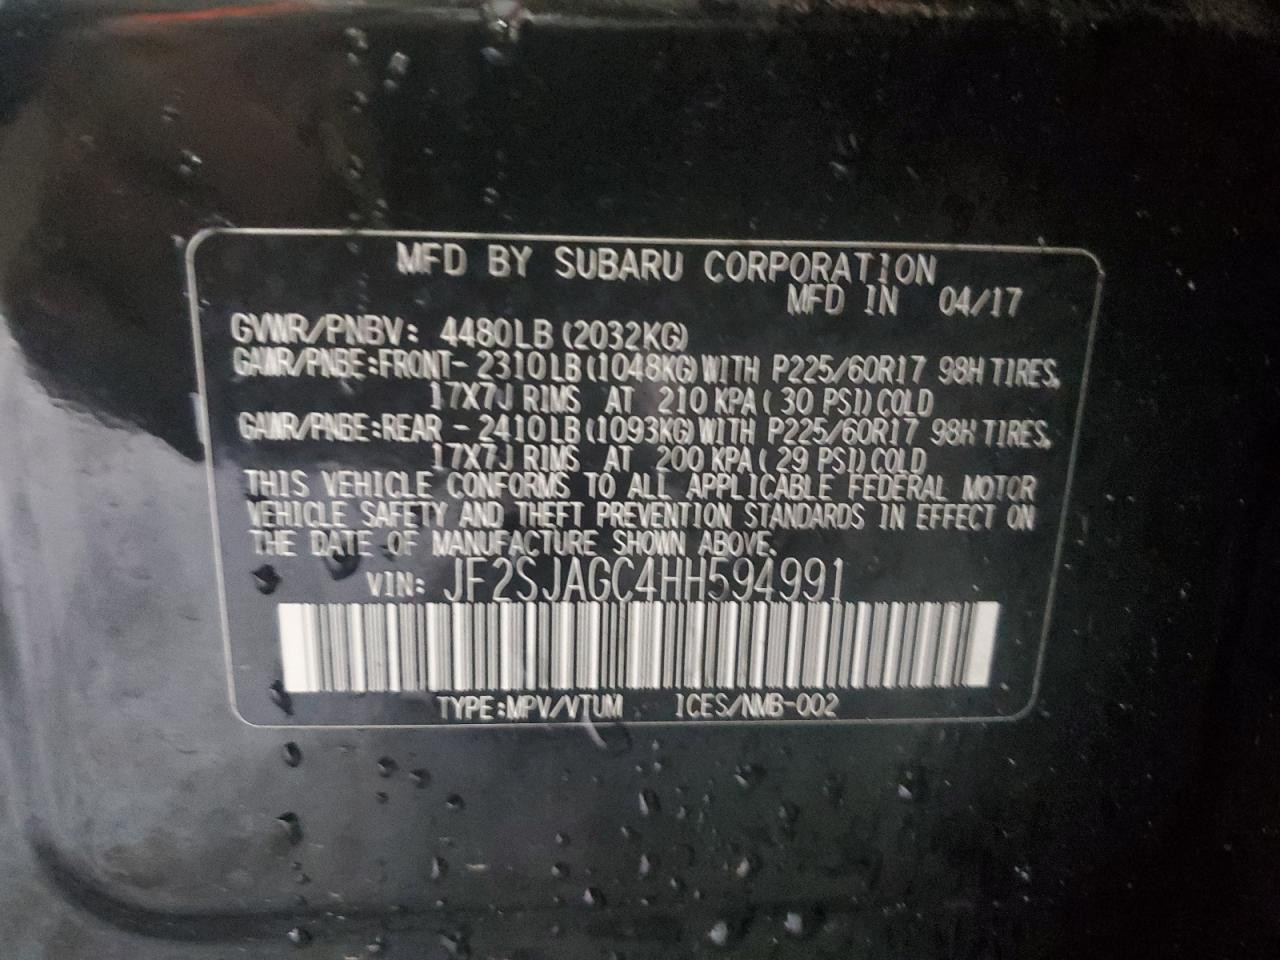 MFD BY SUBARU CORPORATION
MFD IN 04/17
GVWR/PNBV: 4480LB (2032KG)
GAWR/PNBE:FRONT- 2310LB(1048KG)WITH P225/60R17 98H TIRES,
17X7J RIMS AT 210 KPA( 30 PSI)COLD
GAWR/PNBE:REAR - 2410LB(1093KG)WITH P225/60R17 98H TIRES,
17X7J RIMS AT 200 KPA( 29 PSI)COLD
THIS VEHICLE CONFORMS TO ALL APPLICABLE FEDERAL MOTOR
VEHICLE SAFETY AND THEFT PREVENTION STANDARDS IN EFFECT ON
THE DATE OF MANUFACTURE SHOWN ABOVE.
VIN: JF2SJAGC4HH594991
TYPE:MPV/VTUM ICES/NMB-002